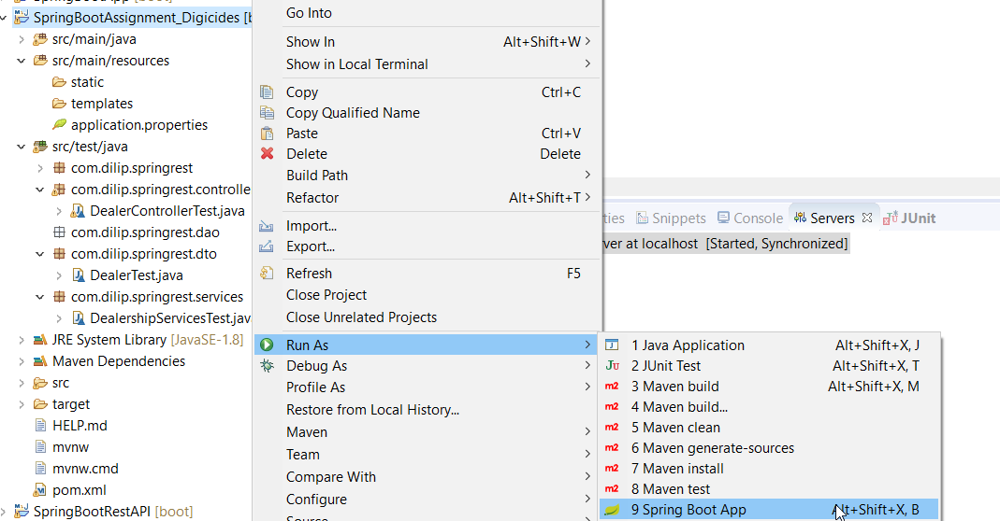 SpringBootAssignment_Digicides [b
src/main/java
src/main/resources
static
templates
application.properties
src/test/java
com.dilip.springrest
com.dilip.springrest.controlle
DealerControllerTest.java
com.dilip.springrest.dao
com.dilip.springrest.dto
DealerTest.java
com.dilip.springrest.services
DealershipServicesTest.jav
JRE System Library [JavaSE-1.8]
Maven Dependencies
src
target
HELP.md
mvnw
mvnw.cmd
pom.xml
SpringBootRestAPI [boot]
Go Into
Show In Alt+Shift+W
Show in Local Terminal
Copy Ctrl+C
Copy Qualified Name
Paste Ctrl+V
Delete Delete
Build Path
Refactor Alt+Shift+T
Import...
Export...
Refresh F5
Close Project
Close Unrelated Projects
Run As
Debug As
Profile As
Restore from Local History...
Maven
Team
Compare With
Configure
Source
ties Snippets Console Servers JUnit
ver at localhost [Started, Synchronized]
1 Java Application Alt+Shift+X, J
2 JUnit Test Alt+Shift+X, T
3 Maven build Alt+Shift+X, M
4 Maven build...
5 Maven clean
6 Maven generate-sources
7 Maven install
8 Maven test
9 Spring Boot App Alt+Shift+X, B